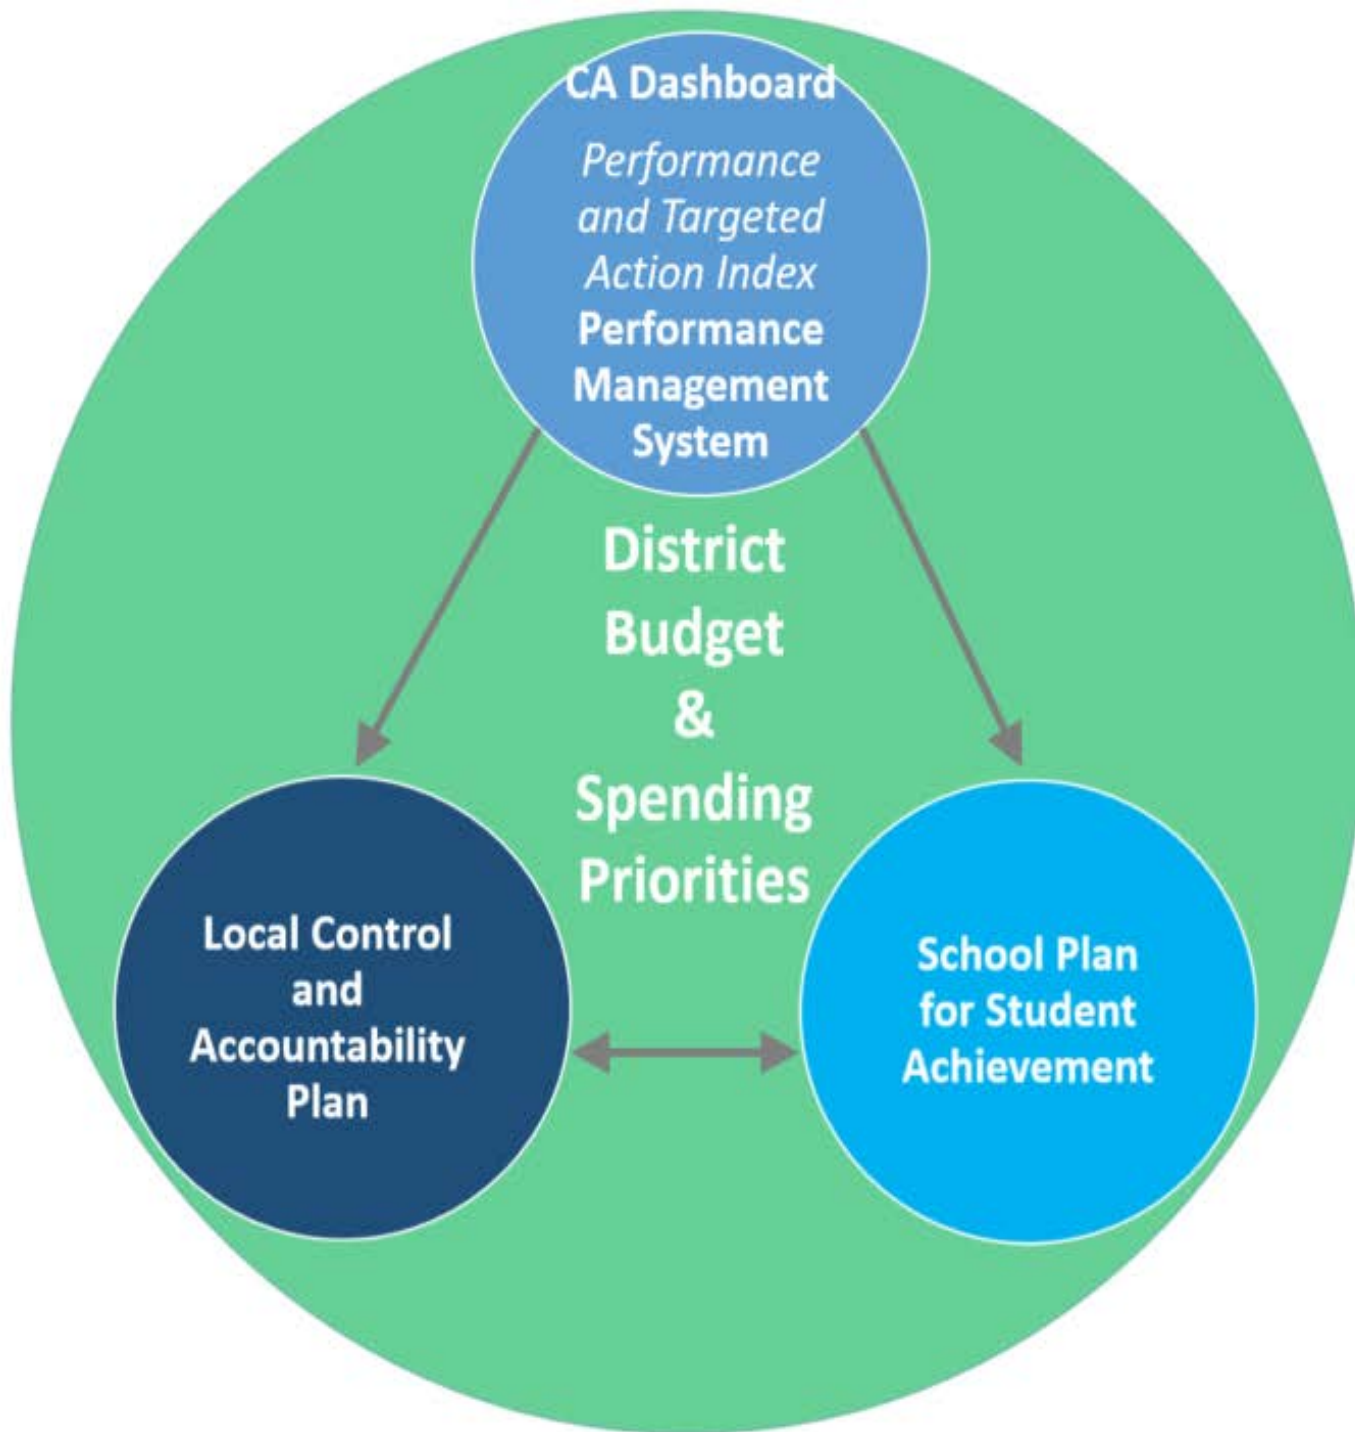 CA Dashboard
Performance
and Targeted
Action Index
Performance
Management
System
District
Budget
&
Spending
Priorities
Local Control
and
Accountability
Plan
School Plan
for Student
Achievement